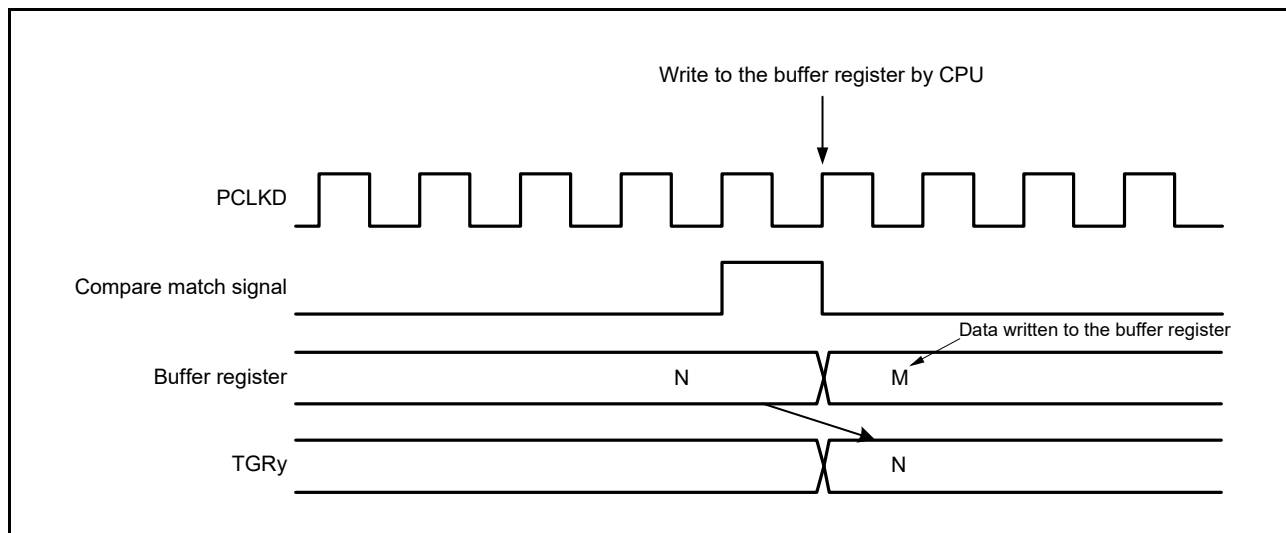 Write to the buffer register by CPU
PCLKD
Compare match signal
Data written to the buffer register
Buffer register
N
M
TGRy
N